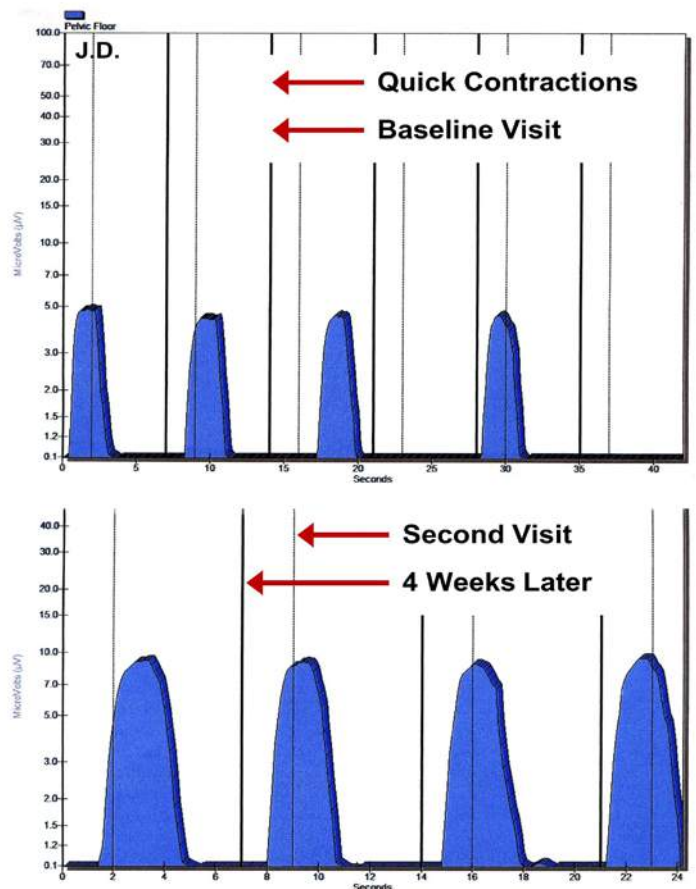 Pelvic Floor
J.D.
Quick Contractions
Baseline Visit
MicroVolts (µV)
100.0
70.0
50.0
40.0
30.0
20.0
15.0
10.0
7.0
5.0
3.0
2.0
1.5
1.2
0.1
0 5 10 15 20 25 30 35 40
Seconds
Second Visit
4 Weeks Later
MicroVolts (µV)
40.0
30.0
20.0
15.0
10.0
7.0
5.0
3.0
2.0
1.5
1.2
0.1
0 2 4 6 8 10 12 14 16 18 20 22 24
Seconds